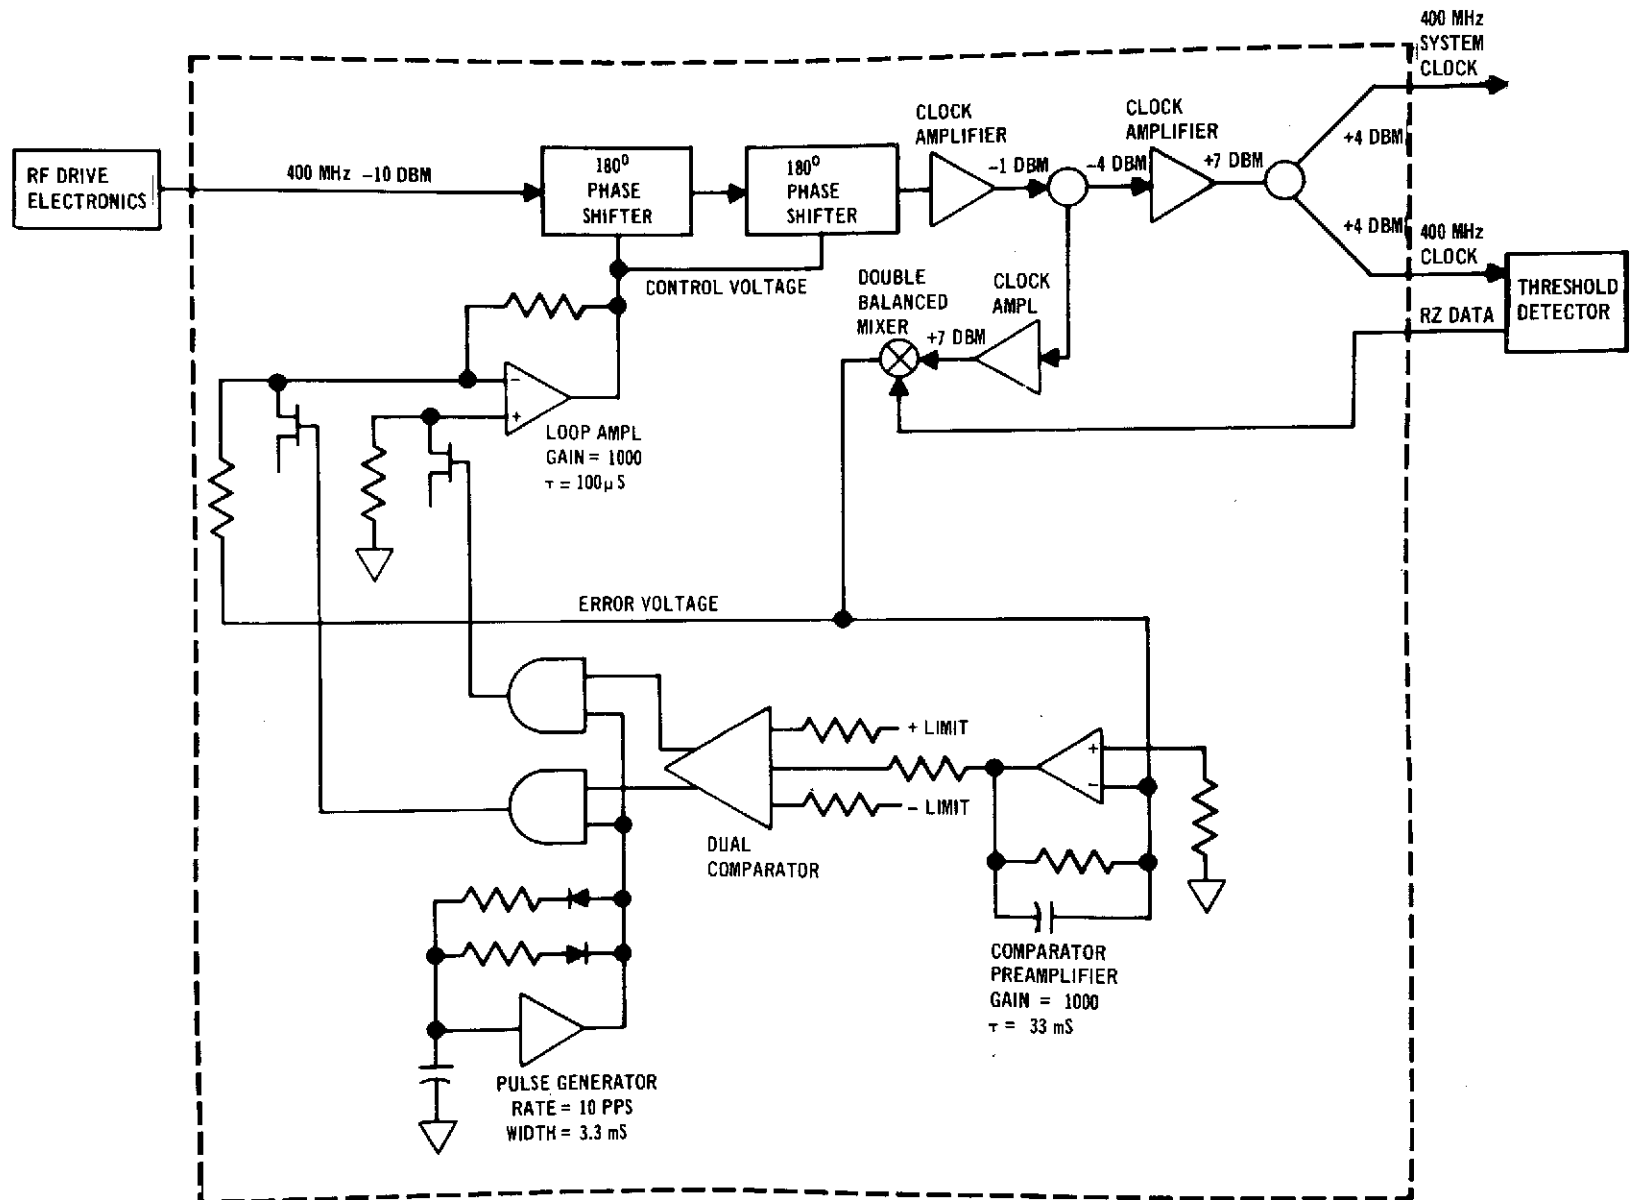 400 MHz
SYSTEM
CLOCK
RF DRIVE
ELECTRONICS
400 MHz -10 DBM
180⁰
PHASE
SHIFTER
180⁰
PHASE
SHIFTER
CLOCK
AMPLIFIER
-1 DBM
-4 DBM
CLOCK
AMPLIFIER
+7 DBM
+4 DBM
+4 DBM
400 MHz
CLOCK
RZ DATA
THRESHOLD
DETECTOR
CONTROL VOLTAGE
DOUBLE
BALANCED
MIXER
+7 DBM
CLOCK
AMPL
-
+
LOOP AMPL
GAIN = 1000
τ = 100μS
ERROR VOLTAGE
+ LIMIT
- LIMIT
+
-
DUAL
COMPARATOR
COMPARATOR
PREAMPLIFIER
GAIN = 1000
τ = 33 mS
PULSE GENERATOR
RATE = 10 PPS
WIDTH = 3.3 mS